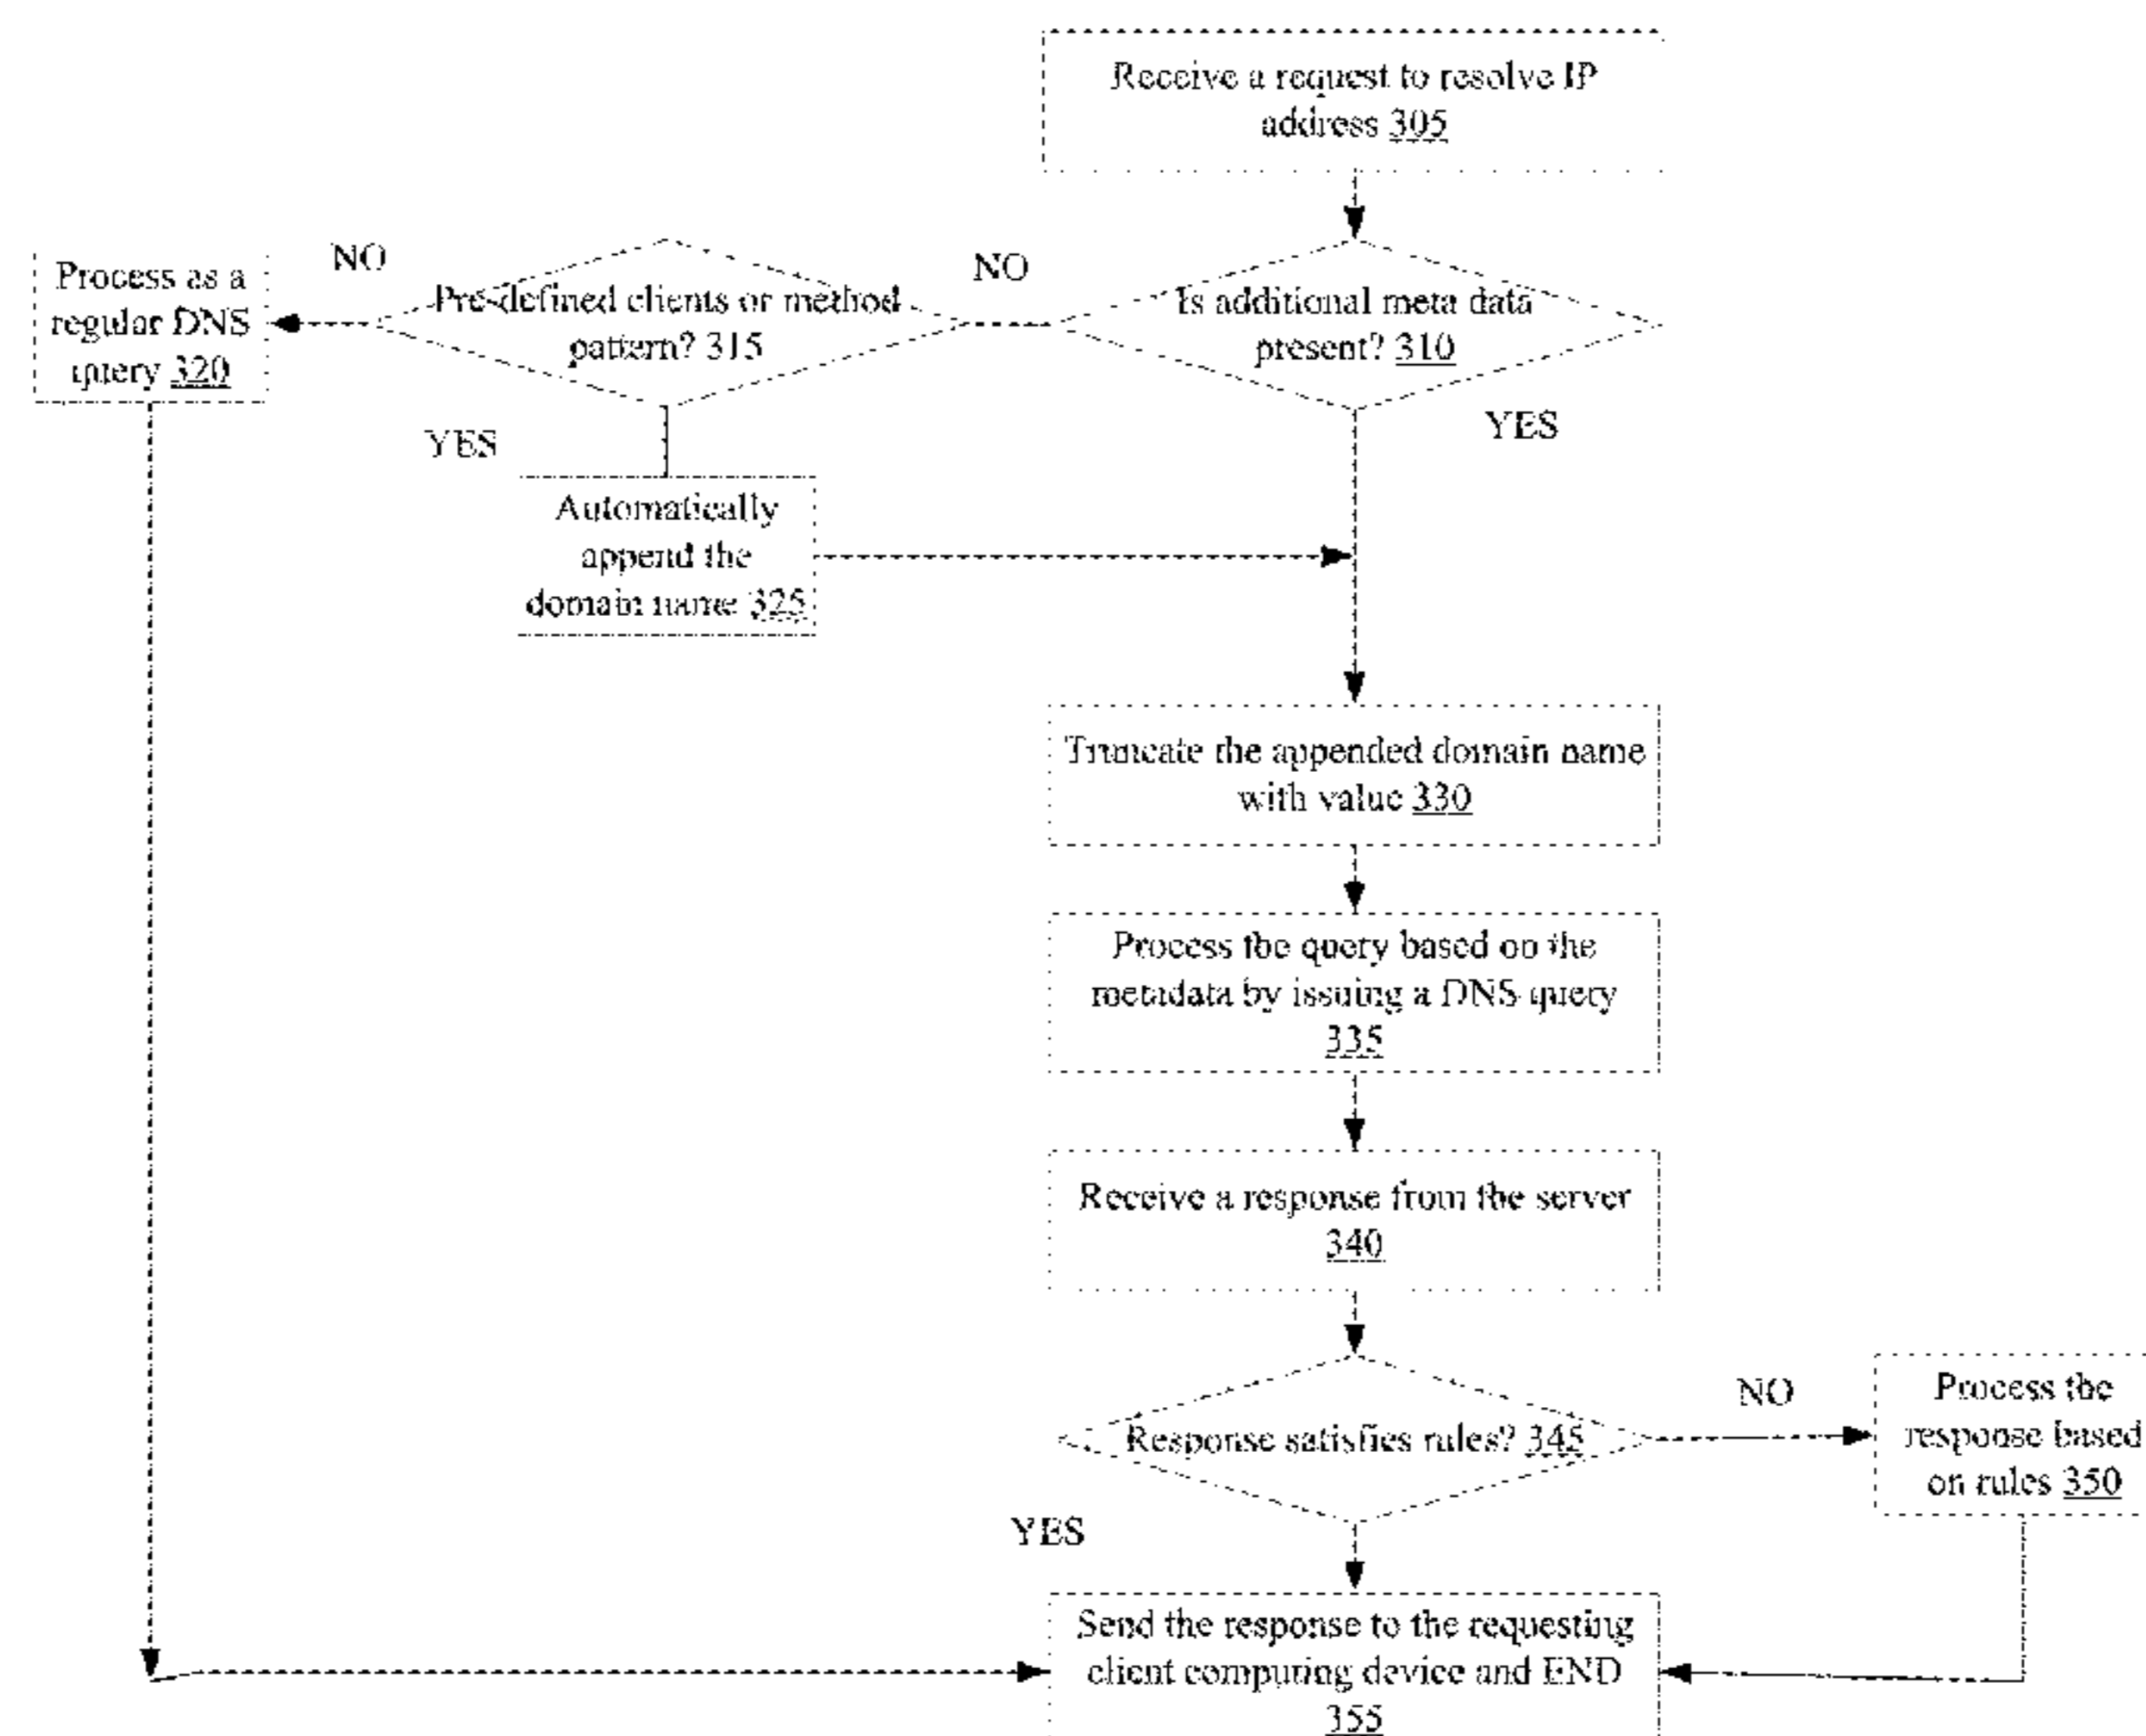 Receive a request to resolve IP
address 305
Is additional meta data
present? 310
NO
YES
Pre-defined clients or method
pattern? 315
NO
YES
Process as a
regular DNS
query 320
Automatically
append the
domain name 325
Truncate the appended domain name
with value 330
Process the query based on the
metadata by issuing a DNS query
335
Receive a response from the server
340
Response satisfies rules? 345
NO
YES
Process the
response based
on rules 350
Send the response to the requesting
client computing device and END
355